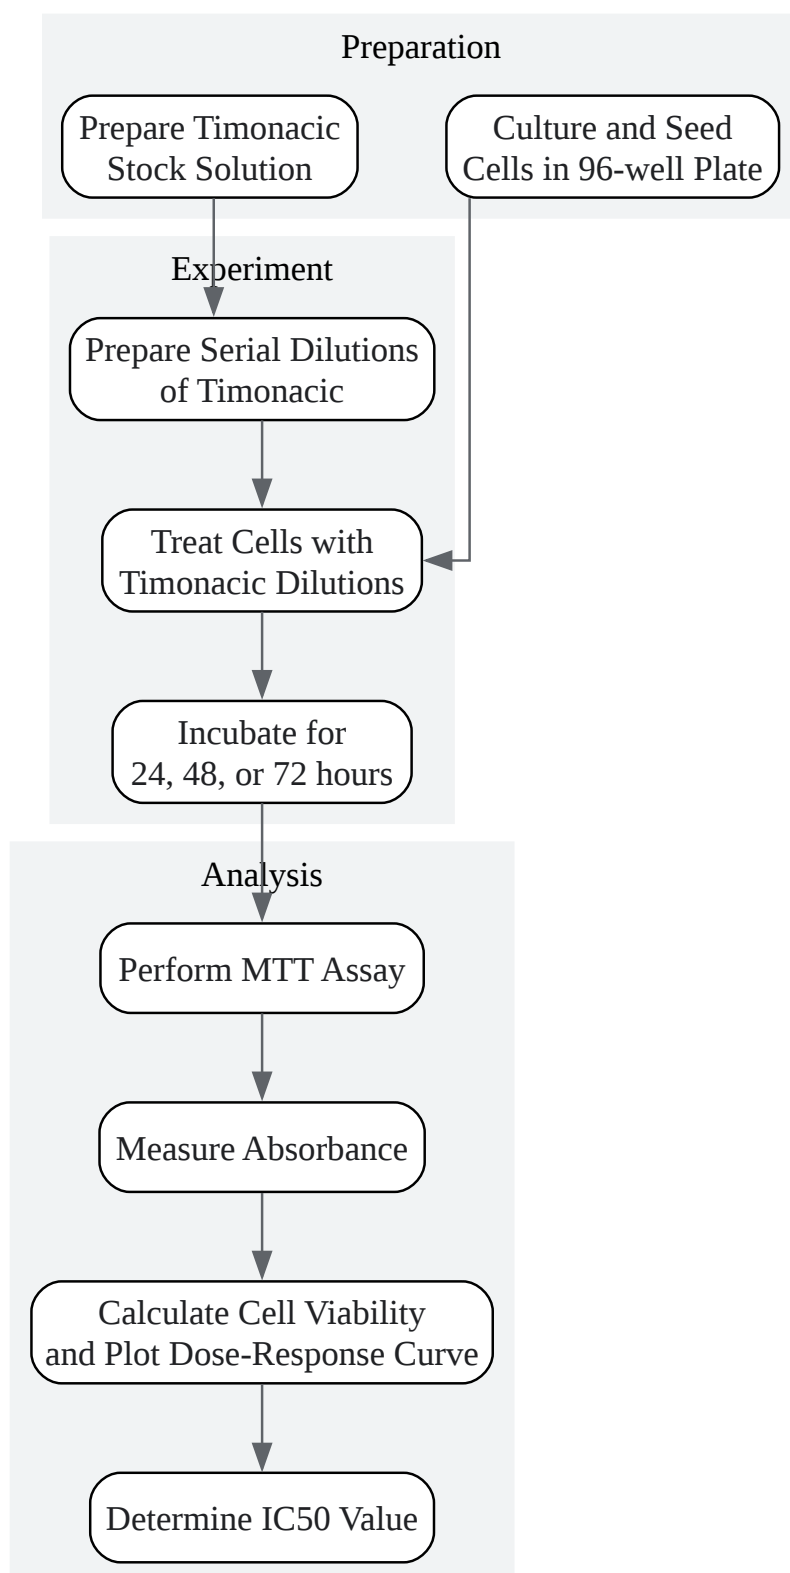 Preparation
Prepare Timonacic
Stock Solution
Culture and Seed
Cells in 96-well Plate
Experiment
Prepare Serial Dilutions
of Timonacic
Treat Cells with
Timonacic Dilutions
Incubate for
24, 48, or 72 hours
Analysis
Perform MTT Assay
Measure Absorbance
Calculate Cell Viability
and Plot Dose-Response Curve
Determine IC50 Value